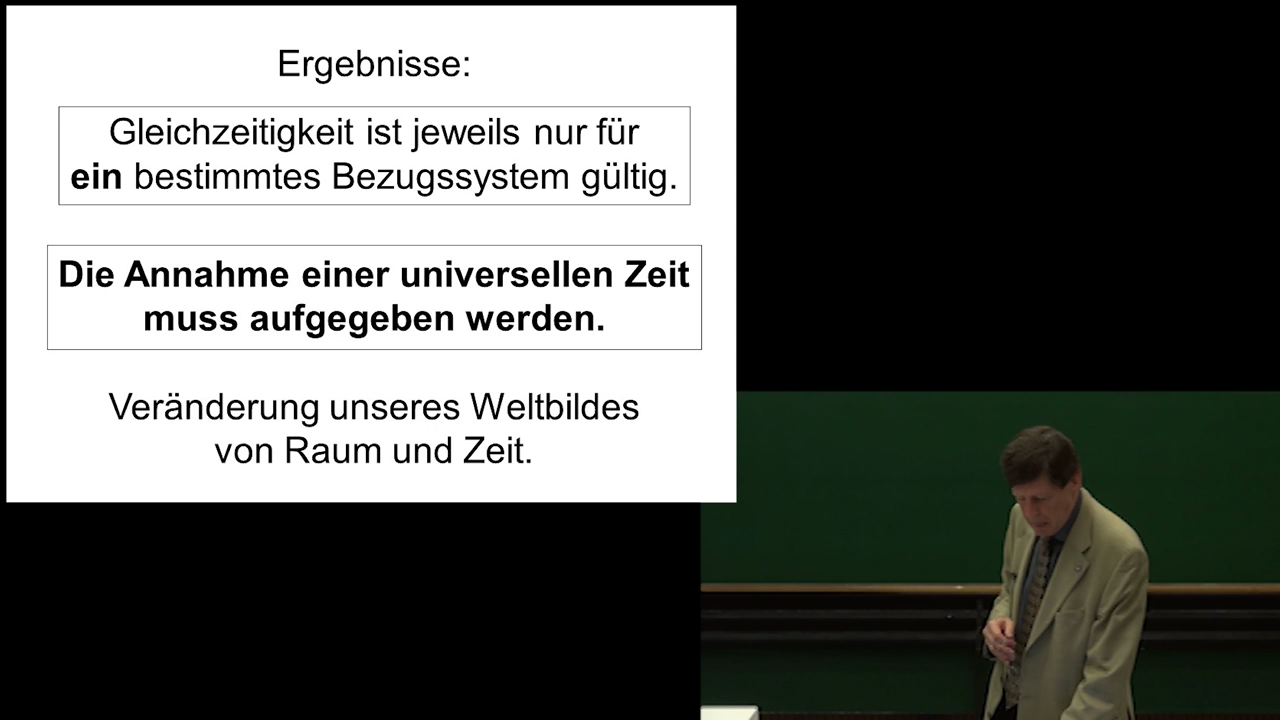 Ergebnisse:
Gleichzeitigkeit ist jeweils nur für
ein bestimmtes Bezugssystem gültig.
Die Annahme einer universellen Zeit
muss aufgegeben werden.
Veränderung unseres Weltbildes
von Raum und Zeit.